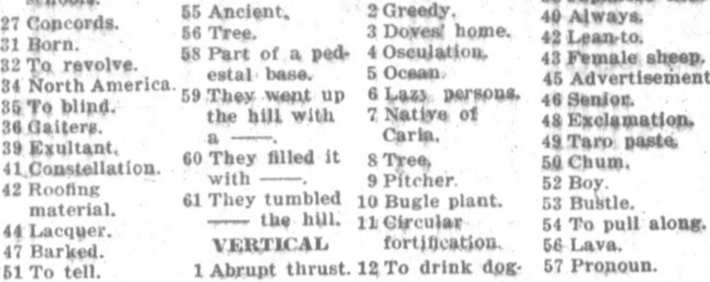 27 Concords.
31 Born.
32 To revolve.
34 North America.
35 To blind.
36 Gaiters.
39 Exultant.
41 Constellation.
42 Roofing
material.
44 Lacquer.
47 Barked.
51 To tell.
55 Ancient.
56 Tree.
58 Part of a ped-
estal base.
59 They went up
the hill with
a ——.
60 They filled it
with ——.
61 They tumbled
—— the hill.
VERTICAL
1 Abrupt thrust.
2 Greedy.
3 Doves' home.
4 Osculation.
5 Ocean.
6 Lazy persons.
7 Native of
Caria.
8 Tree.
9 Pitcher.
10 Bugle plant.
11 Circular
fortification.
12 To drink dog-
40 Always.
42 Lean-to.
43 Female sheep.
45 Advertisement
46 Senior.
48 Exclamation.
49 Taro paste.
50 Chum.
52 Boy.
53 Bustle.
54 To pull along.
56 Lava.
57 Pronoun.